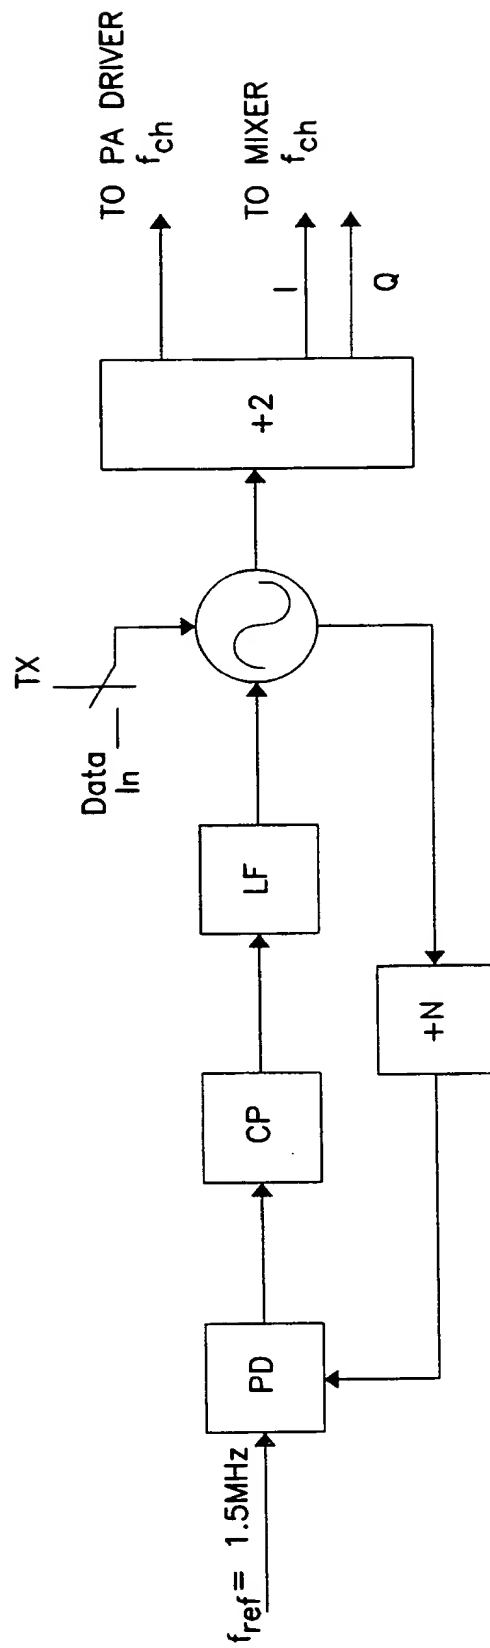 f_ref = 1.5MHz
PD
CP
LF
+N
Data
In
TX
+2
TO PA DRIVER
f_ch
I
TO MIXER
f_ch
Q